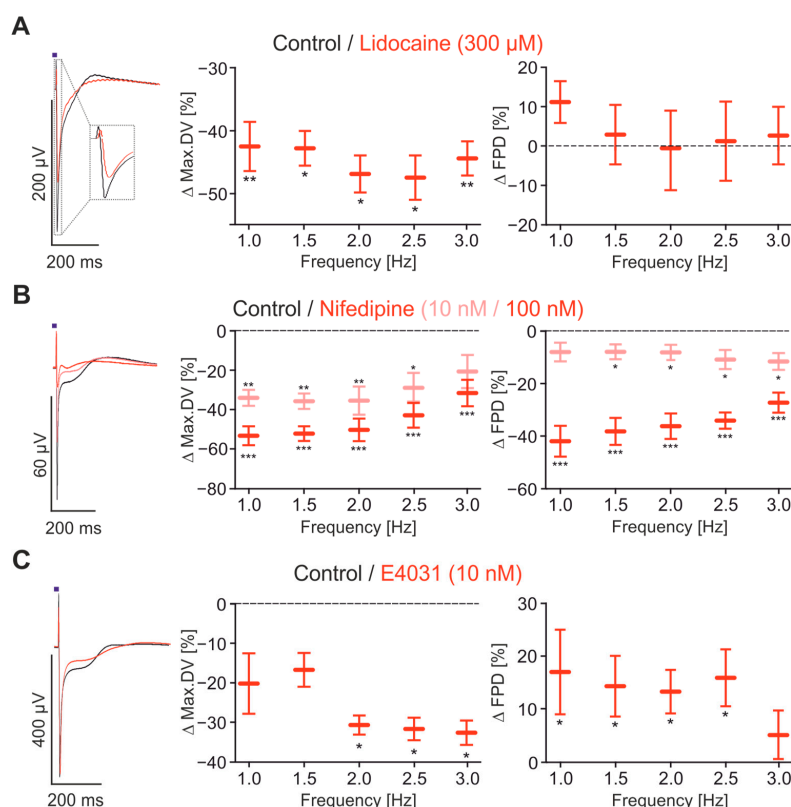 A
Control / Lidocaine (300 µM)
200 µV
200 ms
Δ Max.DV [%]
−30
−40
−50
** * * * **
1.0 1.5 2.0 2.5 3.0
Frequency [Hz]
Δ FPD [%]
20
10
0
−10
20
1.0 1.5 2.0 2.5 3.0
Frequency [Hz]
B
Control / Nifedipine (10 nM / 100 nM)
60 µV
200 ms
Δ Max.DV [%]
0
−20
−40
−60
−80
** ** ** *
*** *** *** *** ***
1.0 1.5 2.0 2.5 3.0
Frequency [Hz]
Δ FPD [%]
0
−20
−40
−60
* * * *
*** *** *** *** ***
1.0 1.5 2.0 2.5 3.0
Frequency [Hz]
C
Control / E4031 (10 nM)
400 µV
200 ms
Δ Max.DV [%]
0
−10
−20
−30
−40
* * *
1.0 1.5 2.0 2.5 3.0
Frequency [Hz]
Δ FPD [%]
30
20
10
0
* * * *
1.0 1.5 2.0 2.5 3.0
Frequency [Hz]